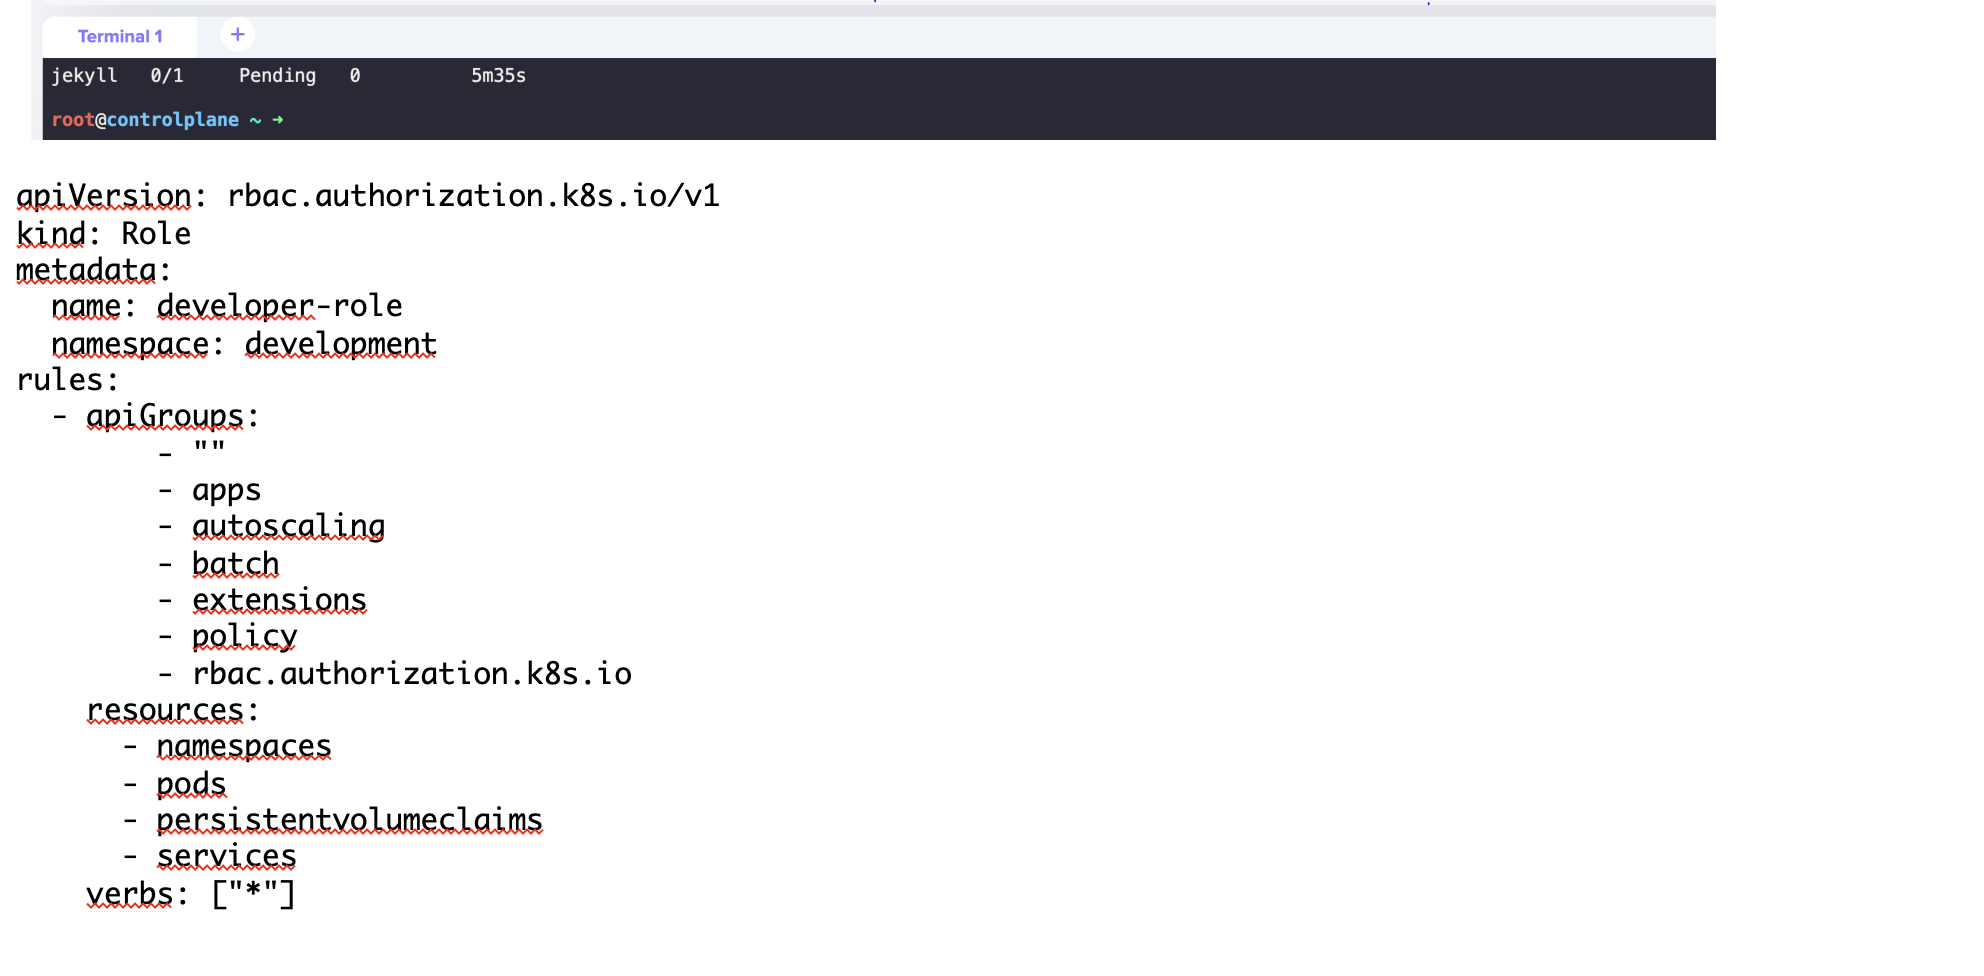 Terminal 1 +
jekyll 0/1 Pending 0 5m35s
root@controlplane ~ ➜
apiVersion: rbac.authorization.k8s.io/v1
kind: Role
metadata:
  name: developer-role
  namespace: development
rules:
  - apiGroups:
        - ""
        - apps
        - autoscaling
        - batch
        - extensions
        - policy
        - rbac.authorization.k8s.io
    resources:
      - namespaces
      - pods
      - persistentvolumeclaims
      - services
    verbs: ["*"]